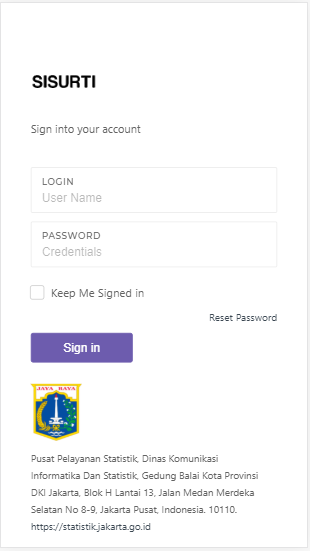 SISURTI
Sign into your account
LOGIN
User Name
PASSWORD
Credentials
Keep Me Signed in
Reset Password
Sign in
JAYA RAYA
Pusat Pelayanan Statistik, Dinas Komunikasi
Informatika Dan Statistik, Gedung Balai Kota Provinsi
DKI Jakarta, Blok H Lantai 13, Jalan Medan Merdeka
Selatan No 8-9, Jakarta Pusat, Indonesia. 10110.
https://statistik.jakarta.go.id